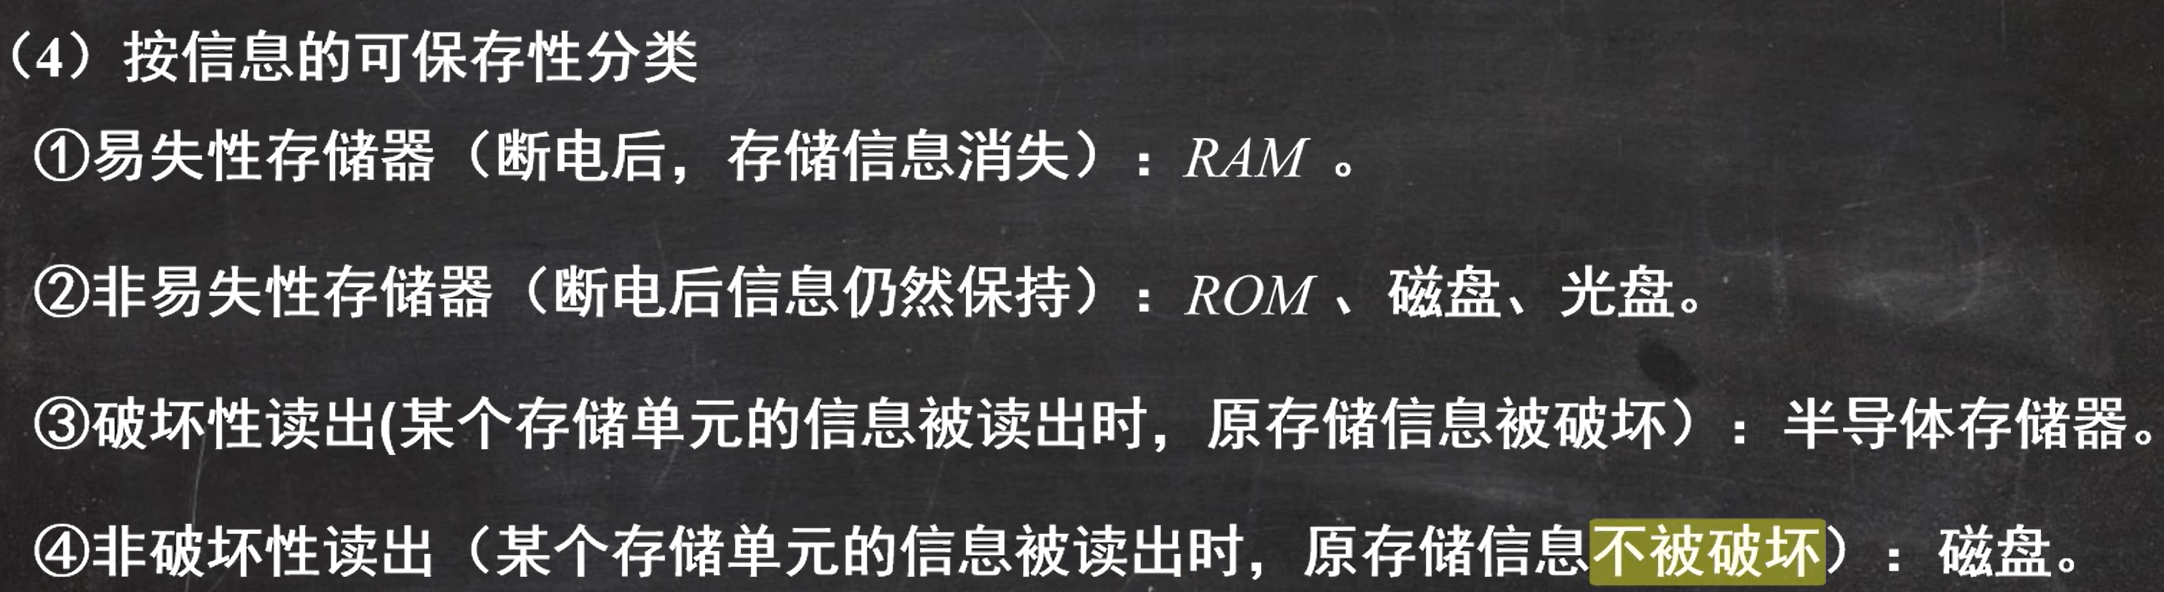 （4）按信息的可保存性分类
①易失性存储器（断电后，存储信息消失）：RAM 。
②非易失性存储器（断电后信息仍然保持）：ROM 、磁盘、光盘。
③破坏性读出(某个存储单元的信息被读出时，原存储信息被破坏）：半导体存储器。
④非破坏性读出（某个存储单元的信息被读出时，原存储信息不被破坏）：磁盘。